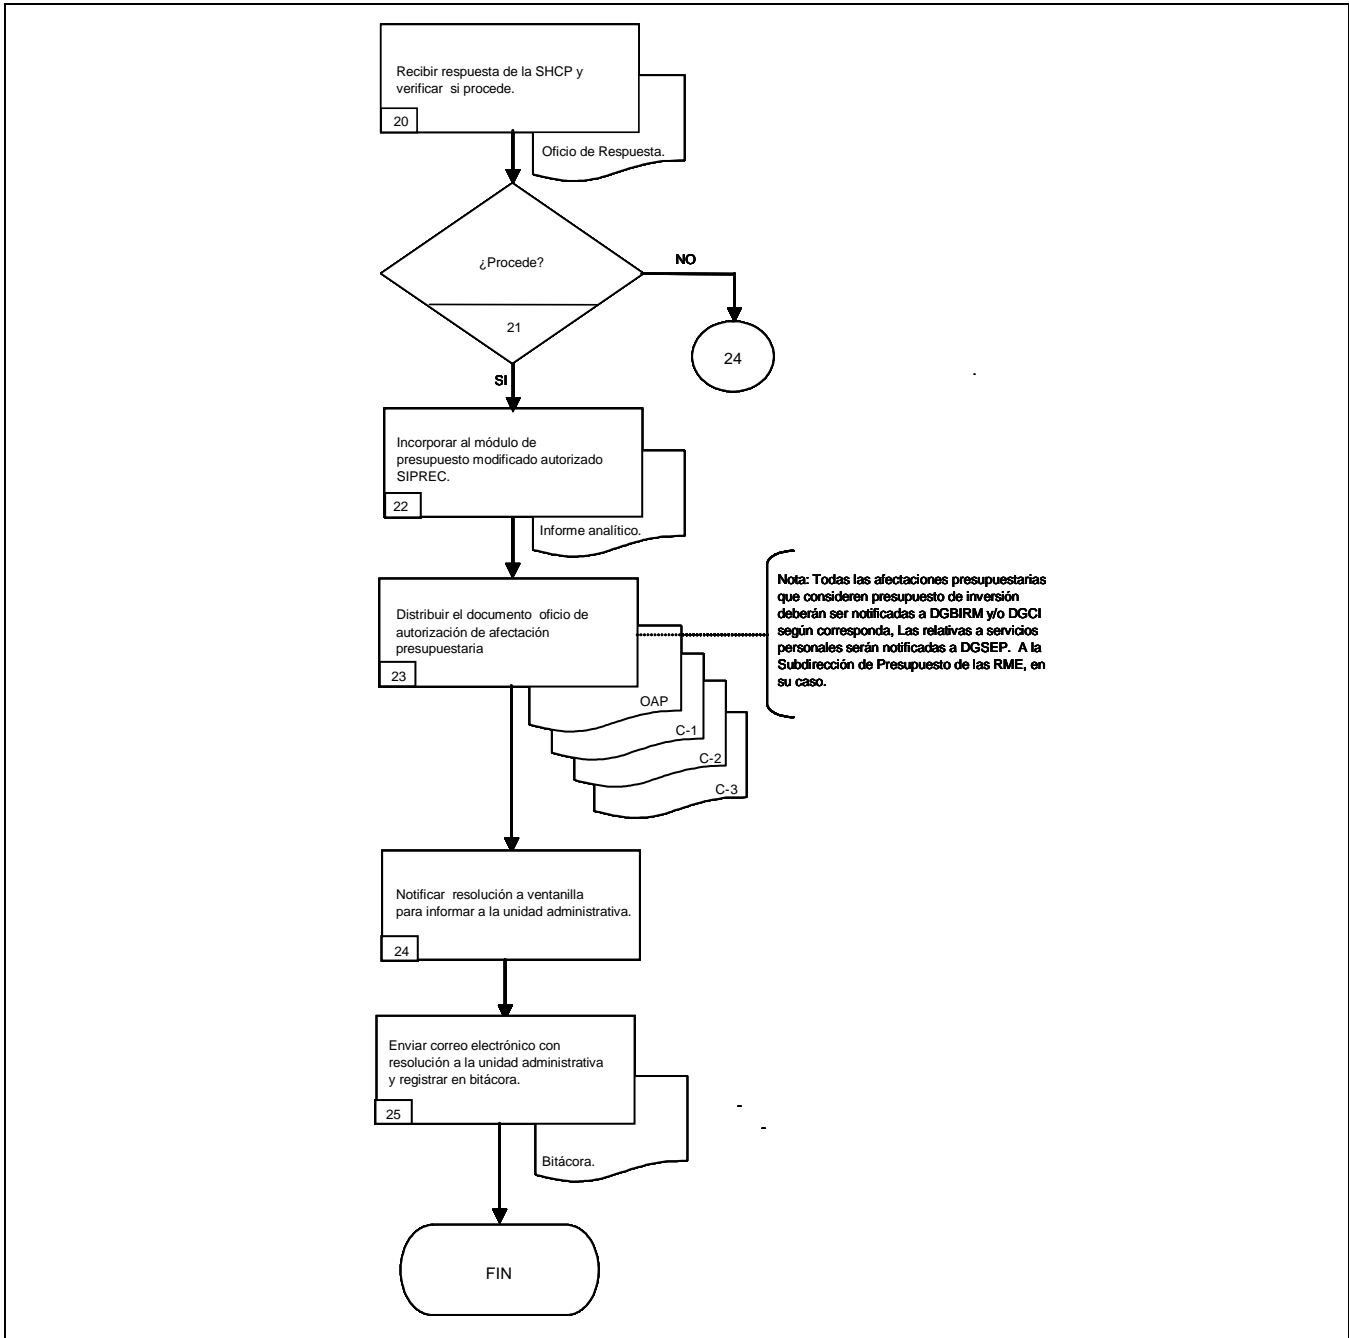 Recibir respuesta de la SHCP y
verificar si procede.
20
Oficio de Respuesta.
¿Procede?
21
NO
24
SI
Incorporar al módulo de
presupuesto modificado autorizado
SIPREC.
22
Informe analítico.
Distribuir el documento oficio de
autorización de afectación
presupuestaria
23
OAP
C-1
C-2
C-3
Nota: Todas las afectaciones presupuestarias
que consideren presupuesto de inversión
deberán ser notificadas a DGBIRM y/o DGCI
según corresponda, Las relativas a servicios
personales serán notificadas a DGSEP. A la
Subdirección de Presupuesto de las RME, en
su caso.
Notificar resolución a ventanilla
para informar a la unidad administrativa.
24
Enviar correo electrónico con
resolución a la unidad administrativa
y registrar en bitácora.
25
Bitácora.
FIN